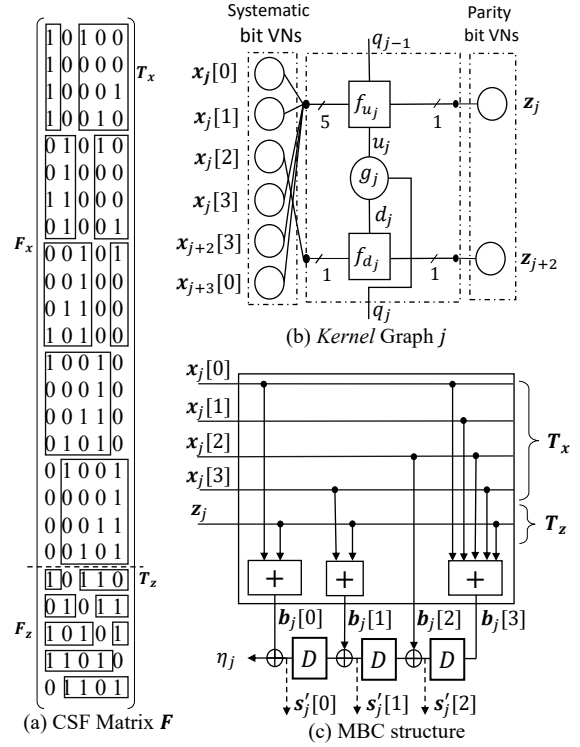 1 0 1 0 0
1 0 0 0 0
1 0 0 0 1
1 0 0 1 0
0 1 0 1 0
0 1 0 0 0
1 1 0 0 0
0 1 0 0 1
0 0 1 0 1
0 0 1 0 0
0 1 1 0 0
1 0 1 0 0
1 0 0 1 0
0 0 0 1 0
0 0 1 1 0
0 1 0 1 0
0 1 0 0 1
0 0 0 0 1
0 0 0 1 1
0 0 1 0 1
1 0 1 1 0
0 1 0 1 1
1 0 1 0 1
1 1 0 1 0
0 1 1 0 1
T_x
F_x
T_z
F_z
(a) CSF Matrix F
Systematic
bit VNs
Parity
bit VNs
q_{j−1}
x_j[0]
x_j[1]
x_j[2]
x_j[3]
x_{j+2}[3]
x_{j+3}[0]
5
f_{u_j}
1
z_j
u_j
g_j
d_j
1
f_{d_j}
1
z_{j+2}
q_j
(b) Kernel Graph j
x_j[0]
x_j[1]
x_j[2]
x_j[3]
z_j
T_x
T_z
+ + +
b_j[0] b_j[1] b_j[2] b_j[3]
η_j D D D
s′_j[0] s′_j[1] s′_j[2]
(c) MBC structure